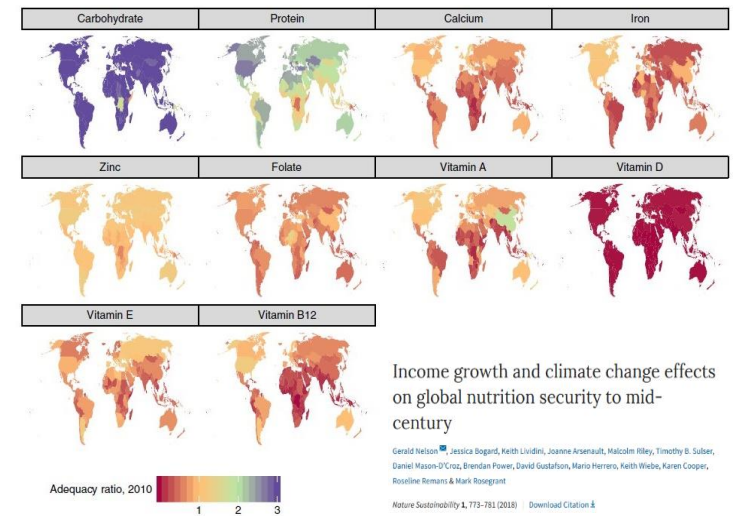 Carbohydrate Protein Calcium Iron
Zinc Folate Vitamin A Vitamin D
Vitamin E Vitamin B12
Income growth and climate change effects
on global nutrition security to mid-
century
Gerald Nelson, Jessica Bogard, Keith Lividini, Joanne Arsenault, Malcolm Riley, Timothy B. Sulser,
Daniel Mason-D'Croz, Brendan Power, David Gustafson, Mario Herrero, Keith Wiebe, Karen Cooper,
Roseline Remans & Mark Rosegrant
Adequacy ratio, 2010
1 2 3
Nature Sustainability 1, 773–781 (2018) Download Citation